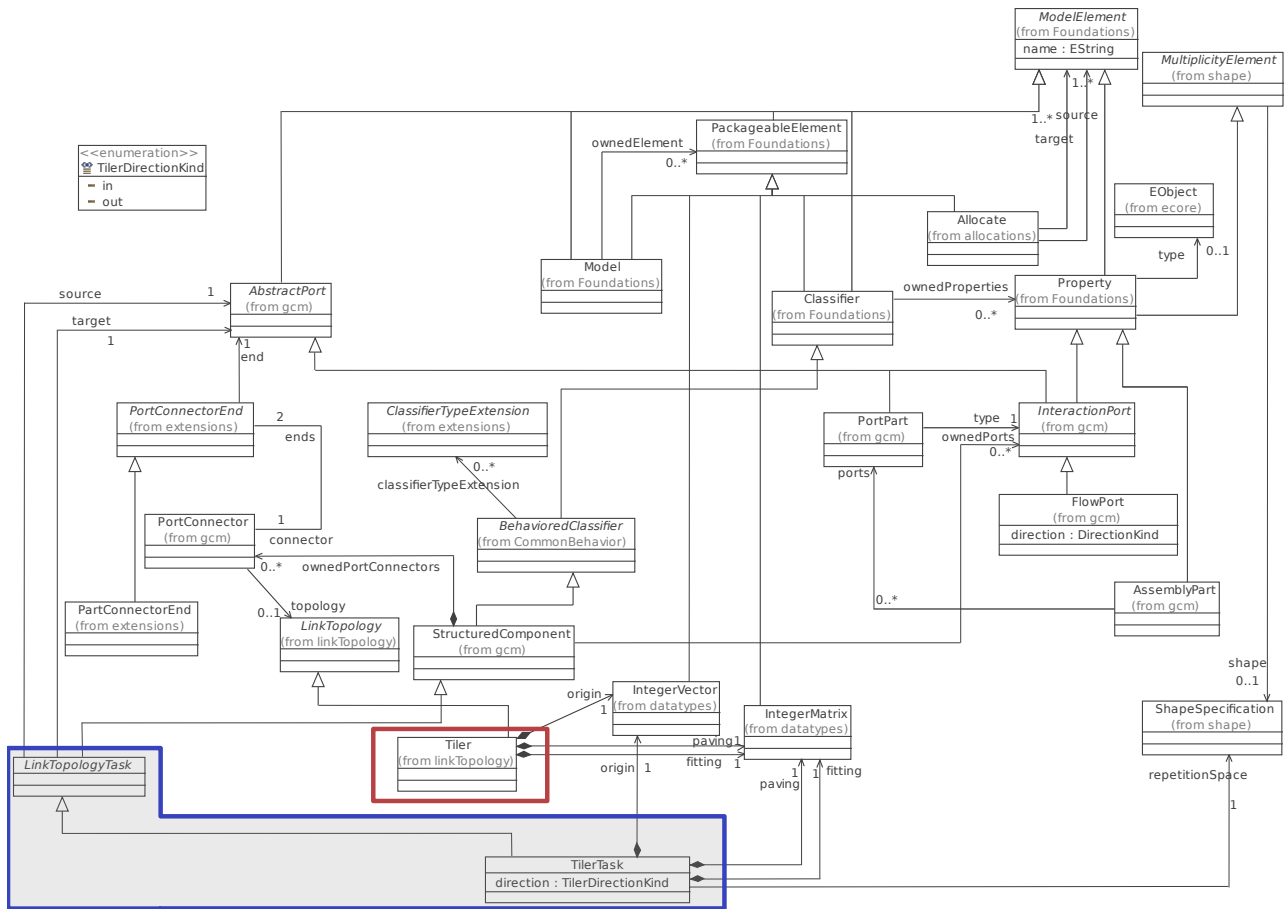 ModelElement
(from Foundations)
name : EString
MultiplicityElement
(from shape)
1..*
1..*
source
target
PackageableElement
(from Foundations)
ownedElement
0..*
<<enumeration>>
TilerDirectionKind
in
out
EObject
(from ecore)
Allocate
(from allocations)
type
0..1
Model
(from Foundations)
source
1
AbstractPort
(from gcm)
target
1
1
end
Classifier
(from Foundations)
ownedProperties
0..*
Property
(from Foundations)
PortConnectorEnd
(from extensions)
2
ends
ClassifierTypeExtension
(from extensions)
0..*
classifierTypeExtension
PortPart
(from gcm)
type
1
ownedPorts
0..*
InteractionPort
(from gcm)
ports
FlowPort
(from gcm)
direction : DirectionKind
PortConnector
(from gcm)
1
connector
BehavioredClassifier
(from CommonBehavior)
0..*
ownedPortConnectors
AssemblyPart
(from gcm)
0..*
PartConnectorEnd
(from extensions)
0..1
topology
LinkTopology
(from linkTopology)
StructuredComponent
(from gcm)
shape
0..1
origin
1
IntegerVector
(from datatypes)
IntegerMatrix
(from datatypes)
ShapeSpecification
(from shape)
Tiler
(from linkTopology)
paving
1
fitting
1
origin
1
paving
1
1
fitting
repetitionSpace
1
LinkTopologyTask
TilerTask
direction : TilerDirectionKind